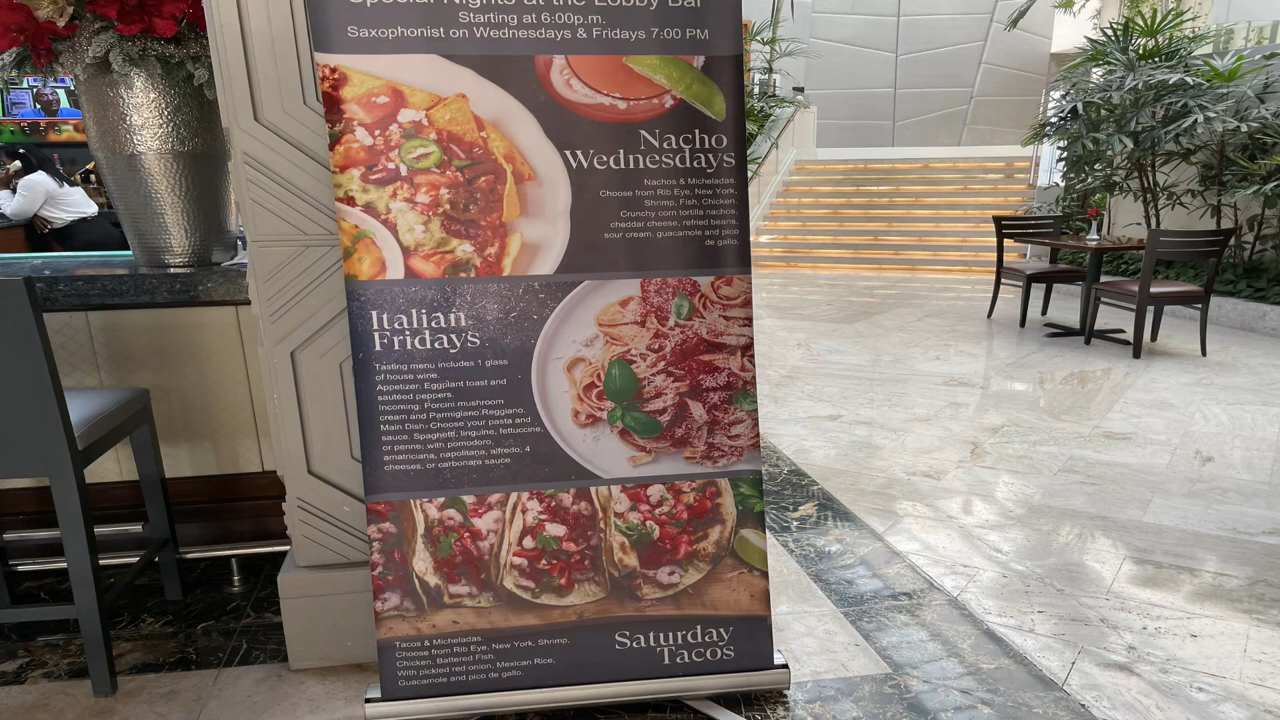 Special Nights at the Lobby Bar
Starting at 6:00p.m.
Saxophonist on Wednesdays & Fridays 7:00 PM
Nacho
Wednesdays
Nachos & Micheladas.
Choose from Rib Eye, New York,
Shrimp, Fish, Chicken.
Crunchy corn tortilla nachos,
cheddar cheese, refried beans,
sour cream, guacamole and pico
de gallo.
Italian
Fridays
Tasting menu includes 1 glass
of house wine.
Appetizer: Eggplant toast and
sautéed peppers.
Incoming: Porcini mushroom
cream and Parmigiano Reggiano.
Main Dish: Choose your pasta and
sauce. Spaghetti, linguine, fettuccine,
or penne; with pomodoro,
amatriciana, napolitana, alfredo, 4
cheeses, or carbonara sauce.
Tacos & Micheladas.
Choose from Rib Eye, New York, Shrimp,
Chicken, Battered Fish.
With pickled red onion, Mexican Rice,
Guacamole and pico de gallo.
Saturday
Tacos